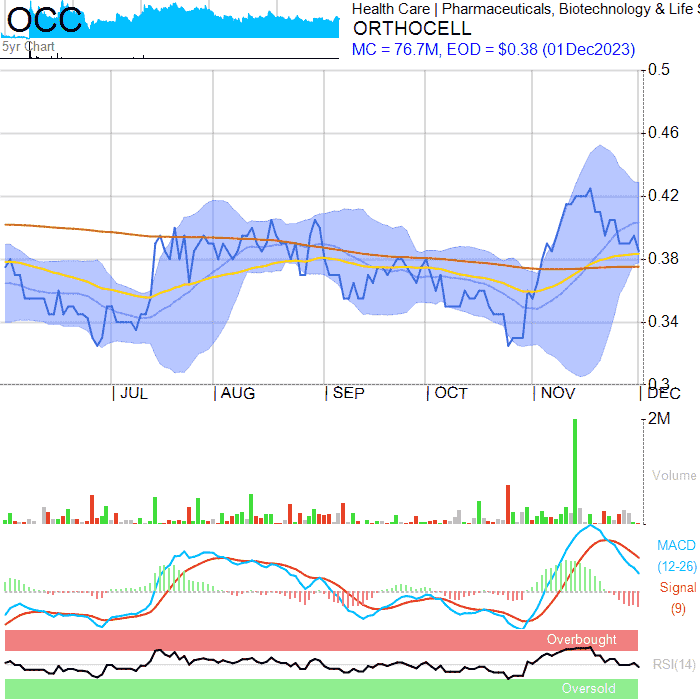 OCC
5yr Chart
Health Care | Pharmaceuticals, Biotechnology & Life S
ORTHOCELL
MC = 76.7M, EOD = $0.38 (01Dec2023)
0.5
0.46
0.42
0.38
0.34
0.3
JUL
AUG
SEP
OCT
NOV
DEC
2M
Volume
MACD
(12-26)
Signal
(9)
Overbought
RSI(14)
Oversold